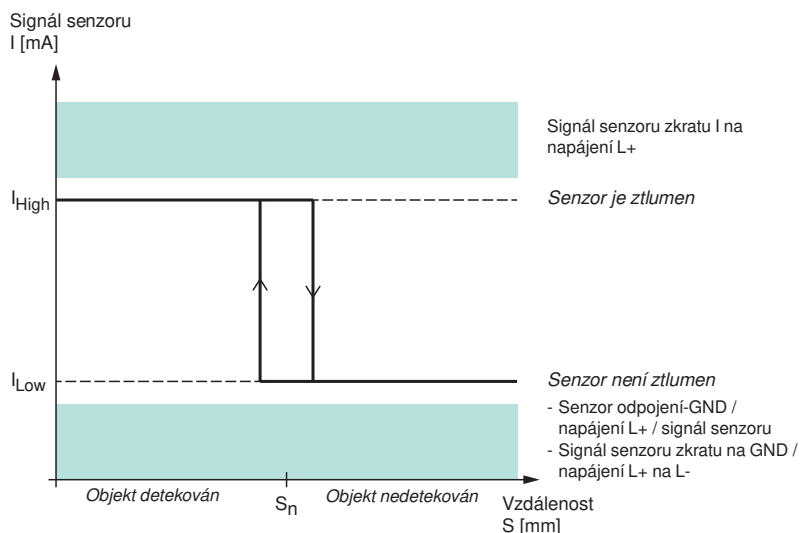 Signál senzoru
I [mA]
Signál senzoru zkratu I na
napájení L+
IHigh
Senzor je ztlumen
ILow
Senzor není ztlumen
- Senzor odpojení-GND /
napájení L+ / signál senzoru
- Signál senzoru zkratu na GND /
napájení L+ na L-
Objekt detekován
Sn
Objekt nedetekován
Vzdálenost
S [mm]